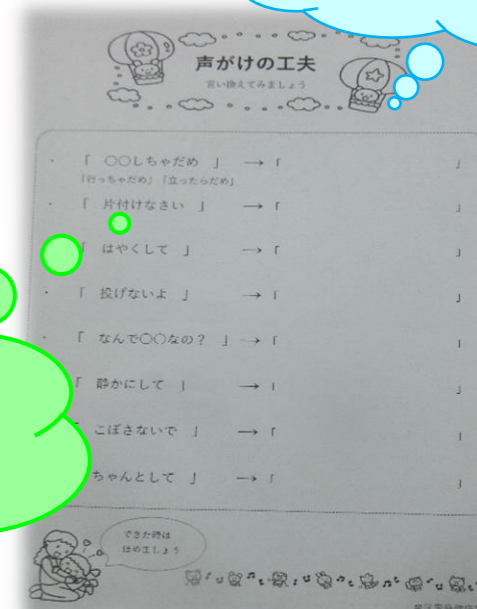 声がけの工夫
言い換えてみましょう
・ 「 ○○しちゃだめ 」 → 「 」
「行っちゃだめ」「立ったらだめ」
・ 「 片付けなさい 」 → 「 」
「 はやくして 」 → 「 」
・ 「 投げないよ 」 → 「 」
・ 「 なんで○○なの？ 」 → 「 」
「 静かにして 」 → 「 」
「 こぼさないで 」 → 「 」
ちゃんとして 」 → 「 」
できた時は
ほめましょう